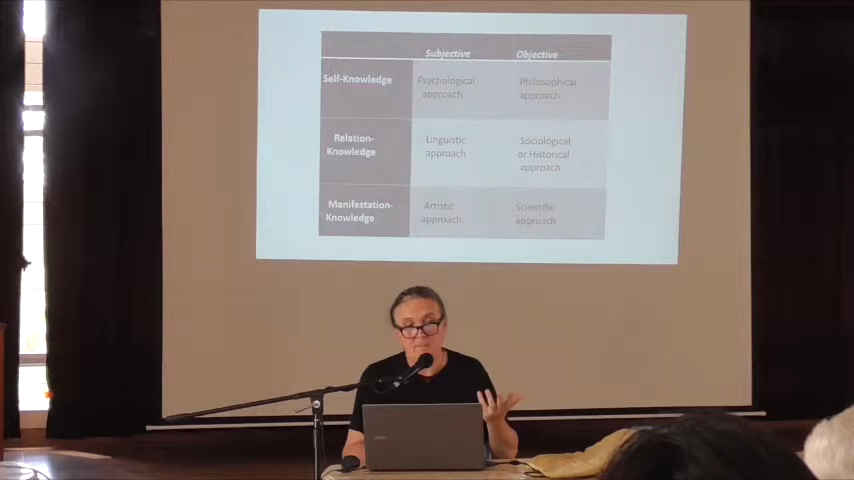 Subjective Objective
Self-Knowledge Psychological Philosophical
approach approach
Relation- Linguistic Sociological
Knowledge approach or Historical
approach
Manifestation- Artistic Scientific
Knowledge approach. approach